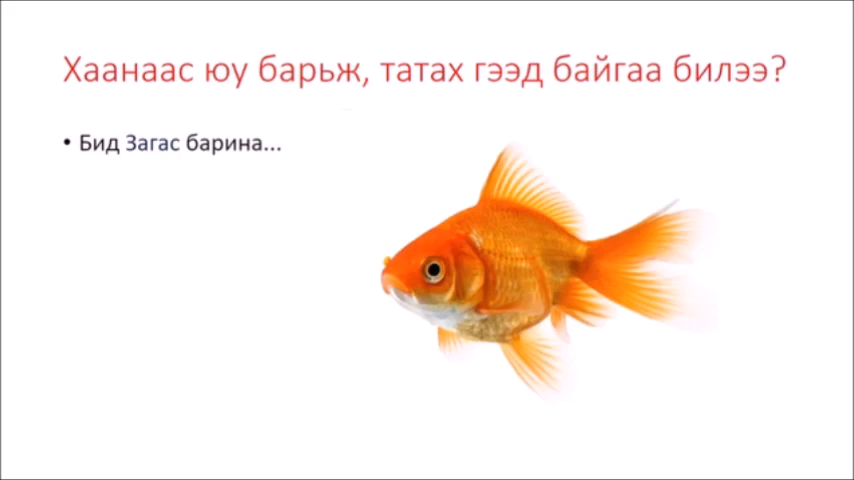 Хаанаас юу барьж, татах гээд байгаа билээ?
• Бид Загас барина...